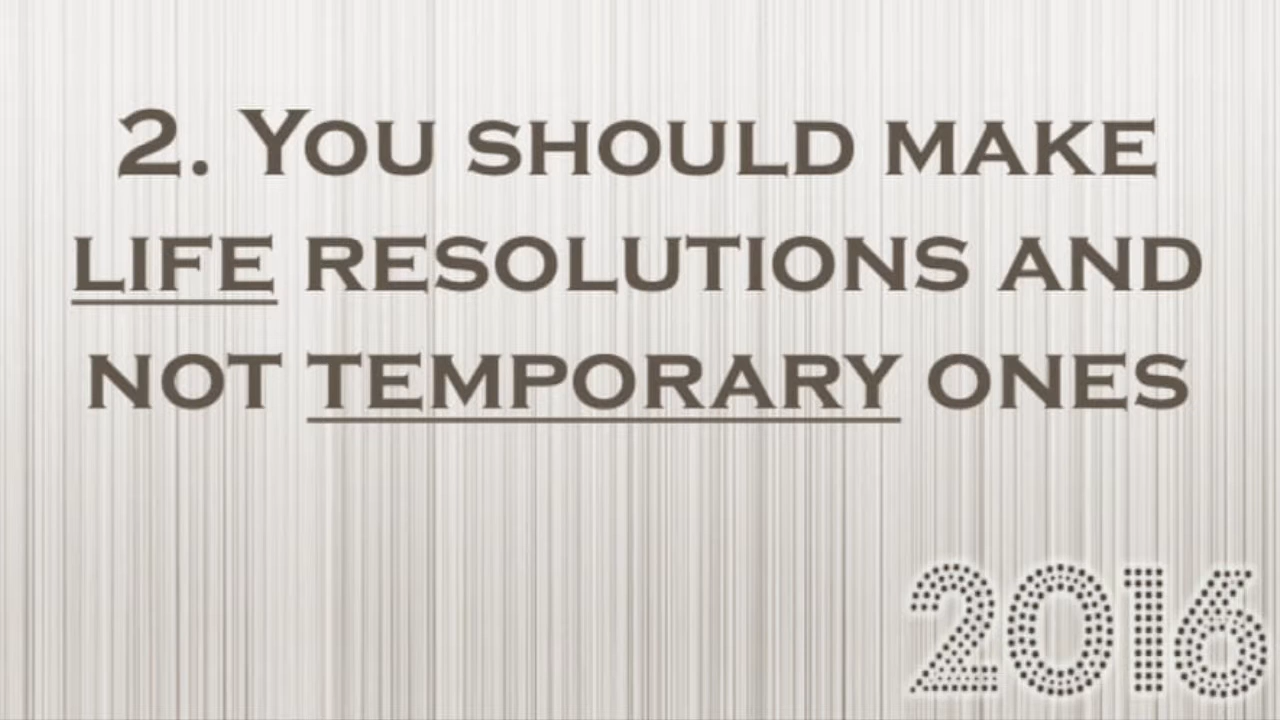 2. You should make
life resolutions and
not temporary ones
2016